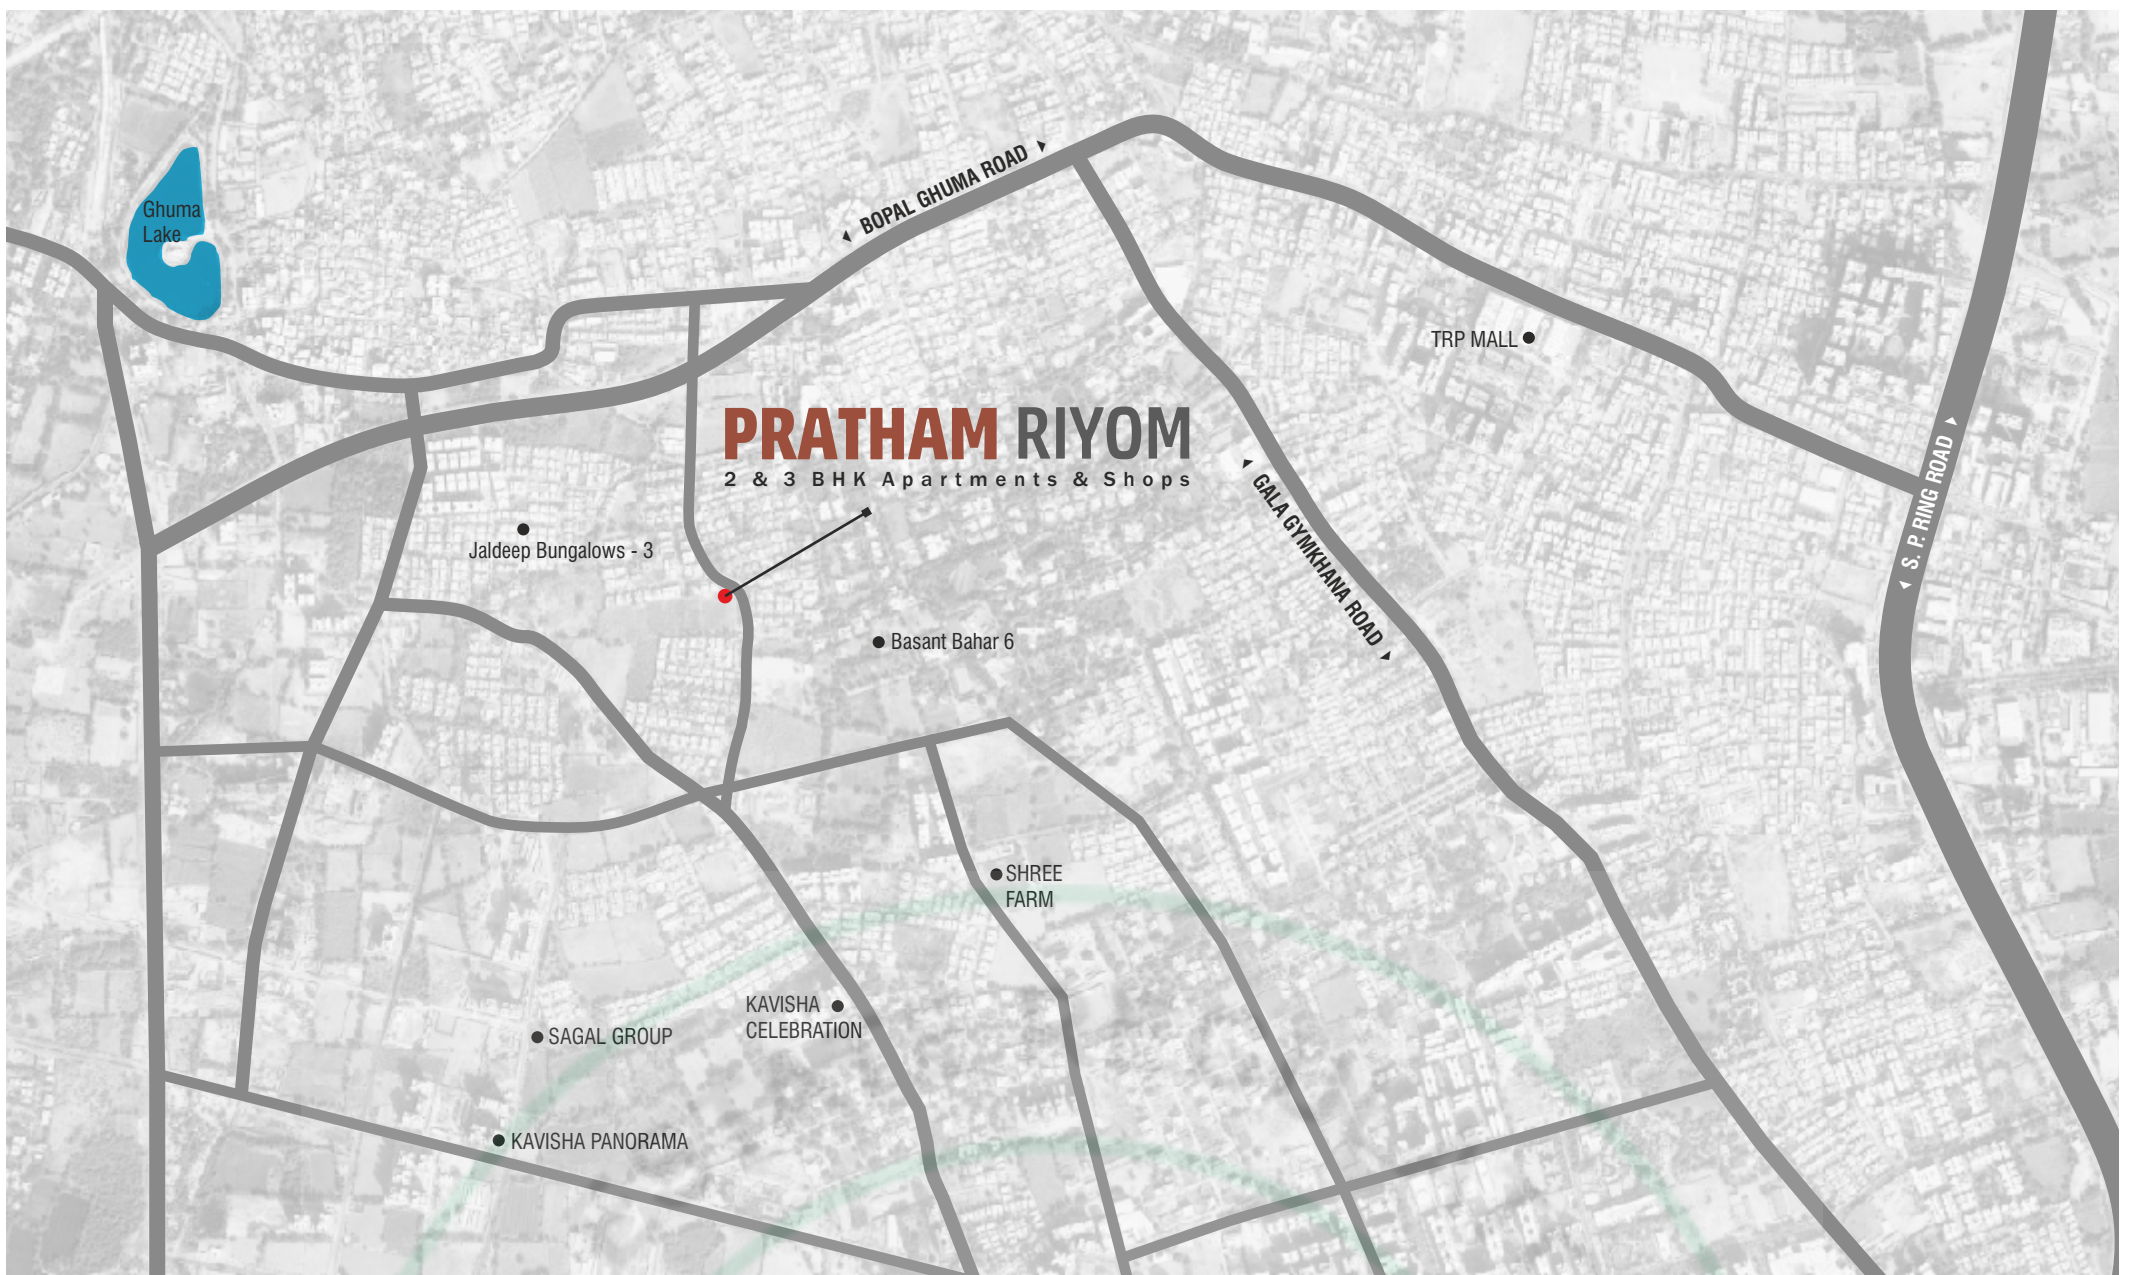 BOPAL GHUMA ROAD
Ghuma
Lake
TRP MALL
PRATHAM RIYOM
2 & 3 BHK Apartments & Shops
GALA GYMKHANA ROAD
S. P. RING ROAD
Jaldeep Bungalows - 3
Basant Bahar 6
SHREE
FARM
KAVISHA
CELEBRATION
SAGAL GROUP
KAVISHA PANORAMA